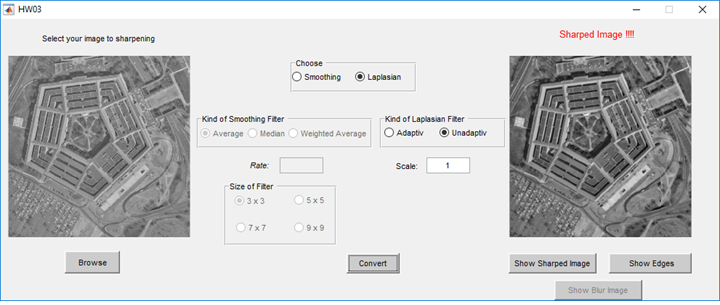 HW03
Select your image to sharpening
Sharped Image !!!!
Choose
Smoothing Laplasian
Kind of Smoothing Filter
Average Median Weighted Average
Kind of Laplasian Filter
Adaptiv Unadaptiv
Rate:
Scale: 1
Size of Filter
3 x 3 5 x 5
7 x 7 9 x 9
Browse
Convert
Show Sharped Image Show Edges
Show Blur Image